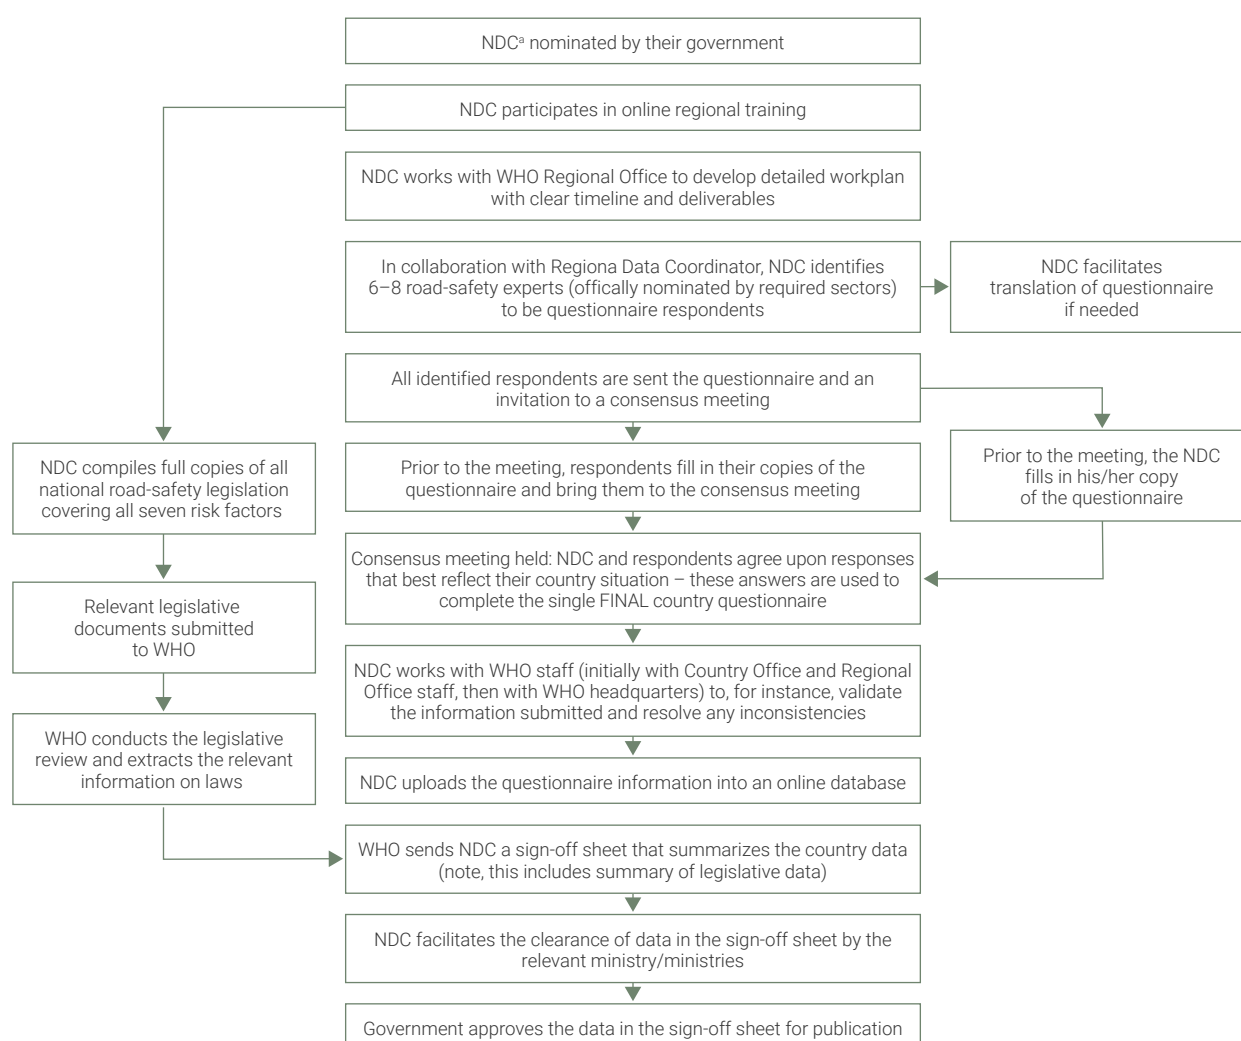 NDCᵃ nominated by their government
NDC participates in online regional training
NDC works with WHO Regional Office to develop detailed workplan
with clear timeline and deliverables
In collaboration with Regiona Data Coordinator, NDC identifies
6–8 road-safety experts (offically nominated by required sectors)
to be questionnaire respondents
NDC facilitates
translation of questionnaire
if needed
All identified respondents are sent the questionnaire and an
invitation to a consensus meeting
NDC compiles full copies of all
national road-safety legislation
covering all seven risk factors
Prior to the meeting, respondents fill in their copies of the
questionnaire and bring them to the consensus meeting
Prior to the meeting, the NDC
fills in his/her copy
of the questionnaire
Consensus meeting held: NDC and respondents agree upon responses
that best reflect their country situation – these answers are used to
complete the single FINAL country questionnaire
Relevant legislative
documents submitted
to WHO
NDC works with WHO staff (initially with Country Office and Regional
Office staff, then with WHO headquarters) to, for instance, validate
the information submitted and resolve any inconsistencies
WHO conducts the legislative
review and extracts the relevant
information on laws
NDC uploads the questionnaire information into an online database
WHO sends NDC a sign-off sheet that summarizes the country data
(note, this includes summary of legislative data)
NDC facilitates the clearance of data in the sign-off sheet by the
relevant ministry/ministries
Government approves the data in the sign-off sheet for publication